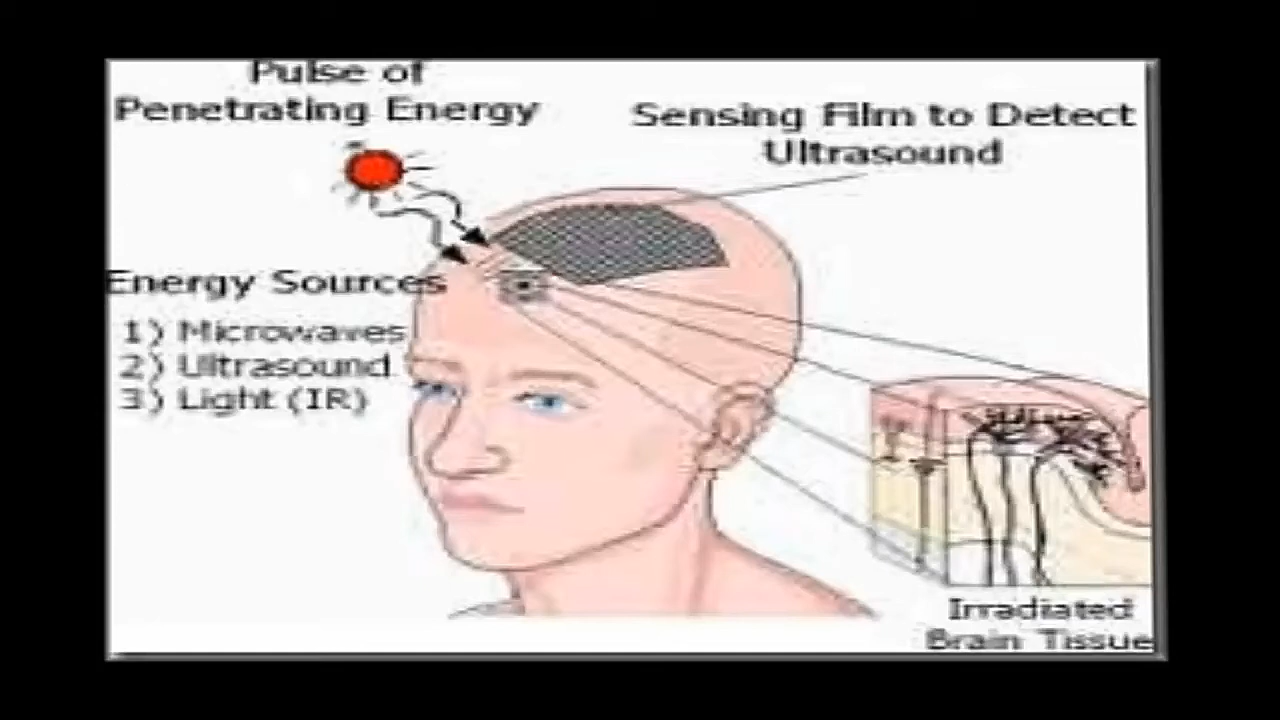 Pulse of
Penetrating Energy
Sensing Film to Detect
Ultrasound
Energy Sources
1) Microwaves
2) Ultrasound
3) Light (IR)
Irradiated
Brain Tissue